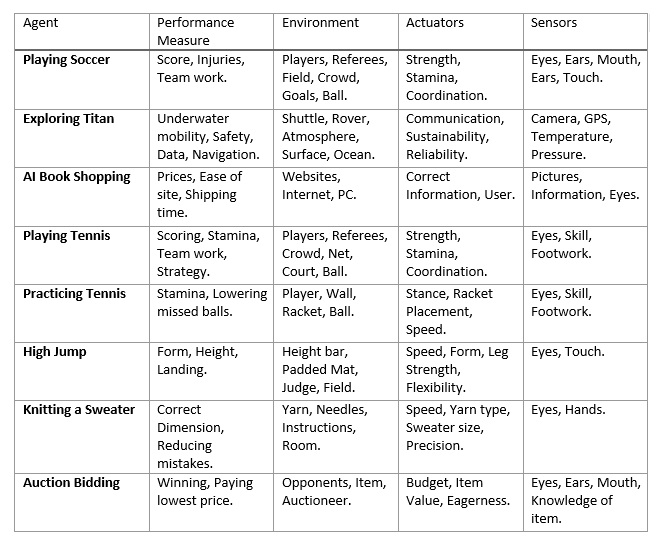 Agent Performance Measure Environment Actuators Sensors
Playing Soccer Score, Injuries, Team work. Players, Referees, Field, Crowd, Goals, Ball. Strength, Stamina, Coordination. Eyes, Ears, Mouth, Ears, Touch.
Exploring Titan Underwater mobility, Safety, Data, Navigation. Shuttle, Rover, Atmosphere, Surface, Ocean. Communication, Sustainability, Reliability. Camera, GPS, Temperature, Pressure.
AI Book Shopping Prices, Ease of site, Shipping time. Websites, Internet, PC. Correct Information, User. Pictures, Information, Eyes.
Playing Tennis Scoring, Stamina, Team work, Strategy. Players, Referees, Crowd, Net, Court, Ball. Strength, Stamina, Coordination. Eyes, Skill, Footwork.
Practicing Tennis Stamina, Lowering missed balls. Player, Wall, Racket, Ball. Stance, Racket Placement, Speed. Eyes, Skill, Footwork.
High Jump Form, Height, Landing. Height bar, Padded Mat, Judge, Field. Speed, Form, Leg Strength, Flexibility. Eyes, Touch.
Knitting a Sweater Correct Dimension, Reducing mistakes. Yarn, Needles, Instructions, Room. Speed, Yarn type, Sweater size, Precision. Eyes, Hands.
Auction Bidding Winning, Paying lowest price. Opponents, Item, Auctioneer. Budget, Item Value, Eagerness. Eyes, Ears, Mouth, Knowledge of item.